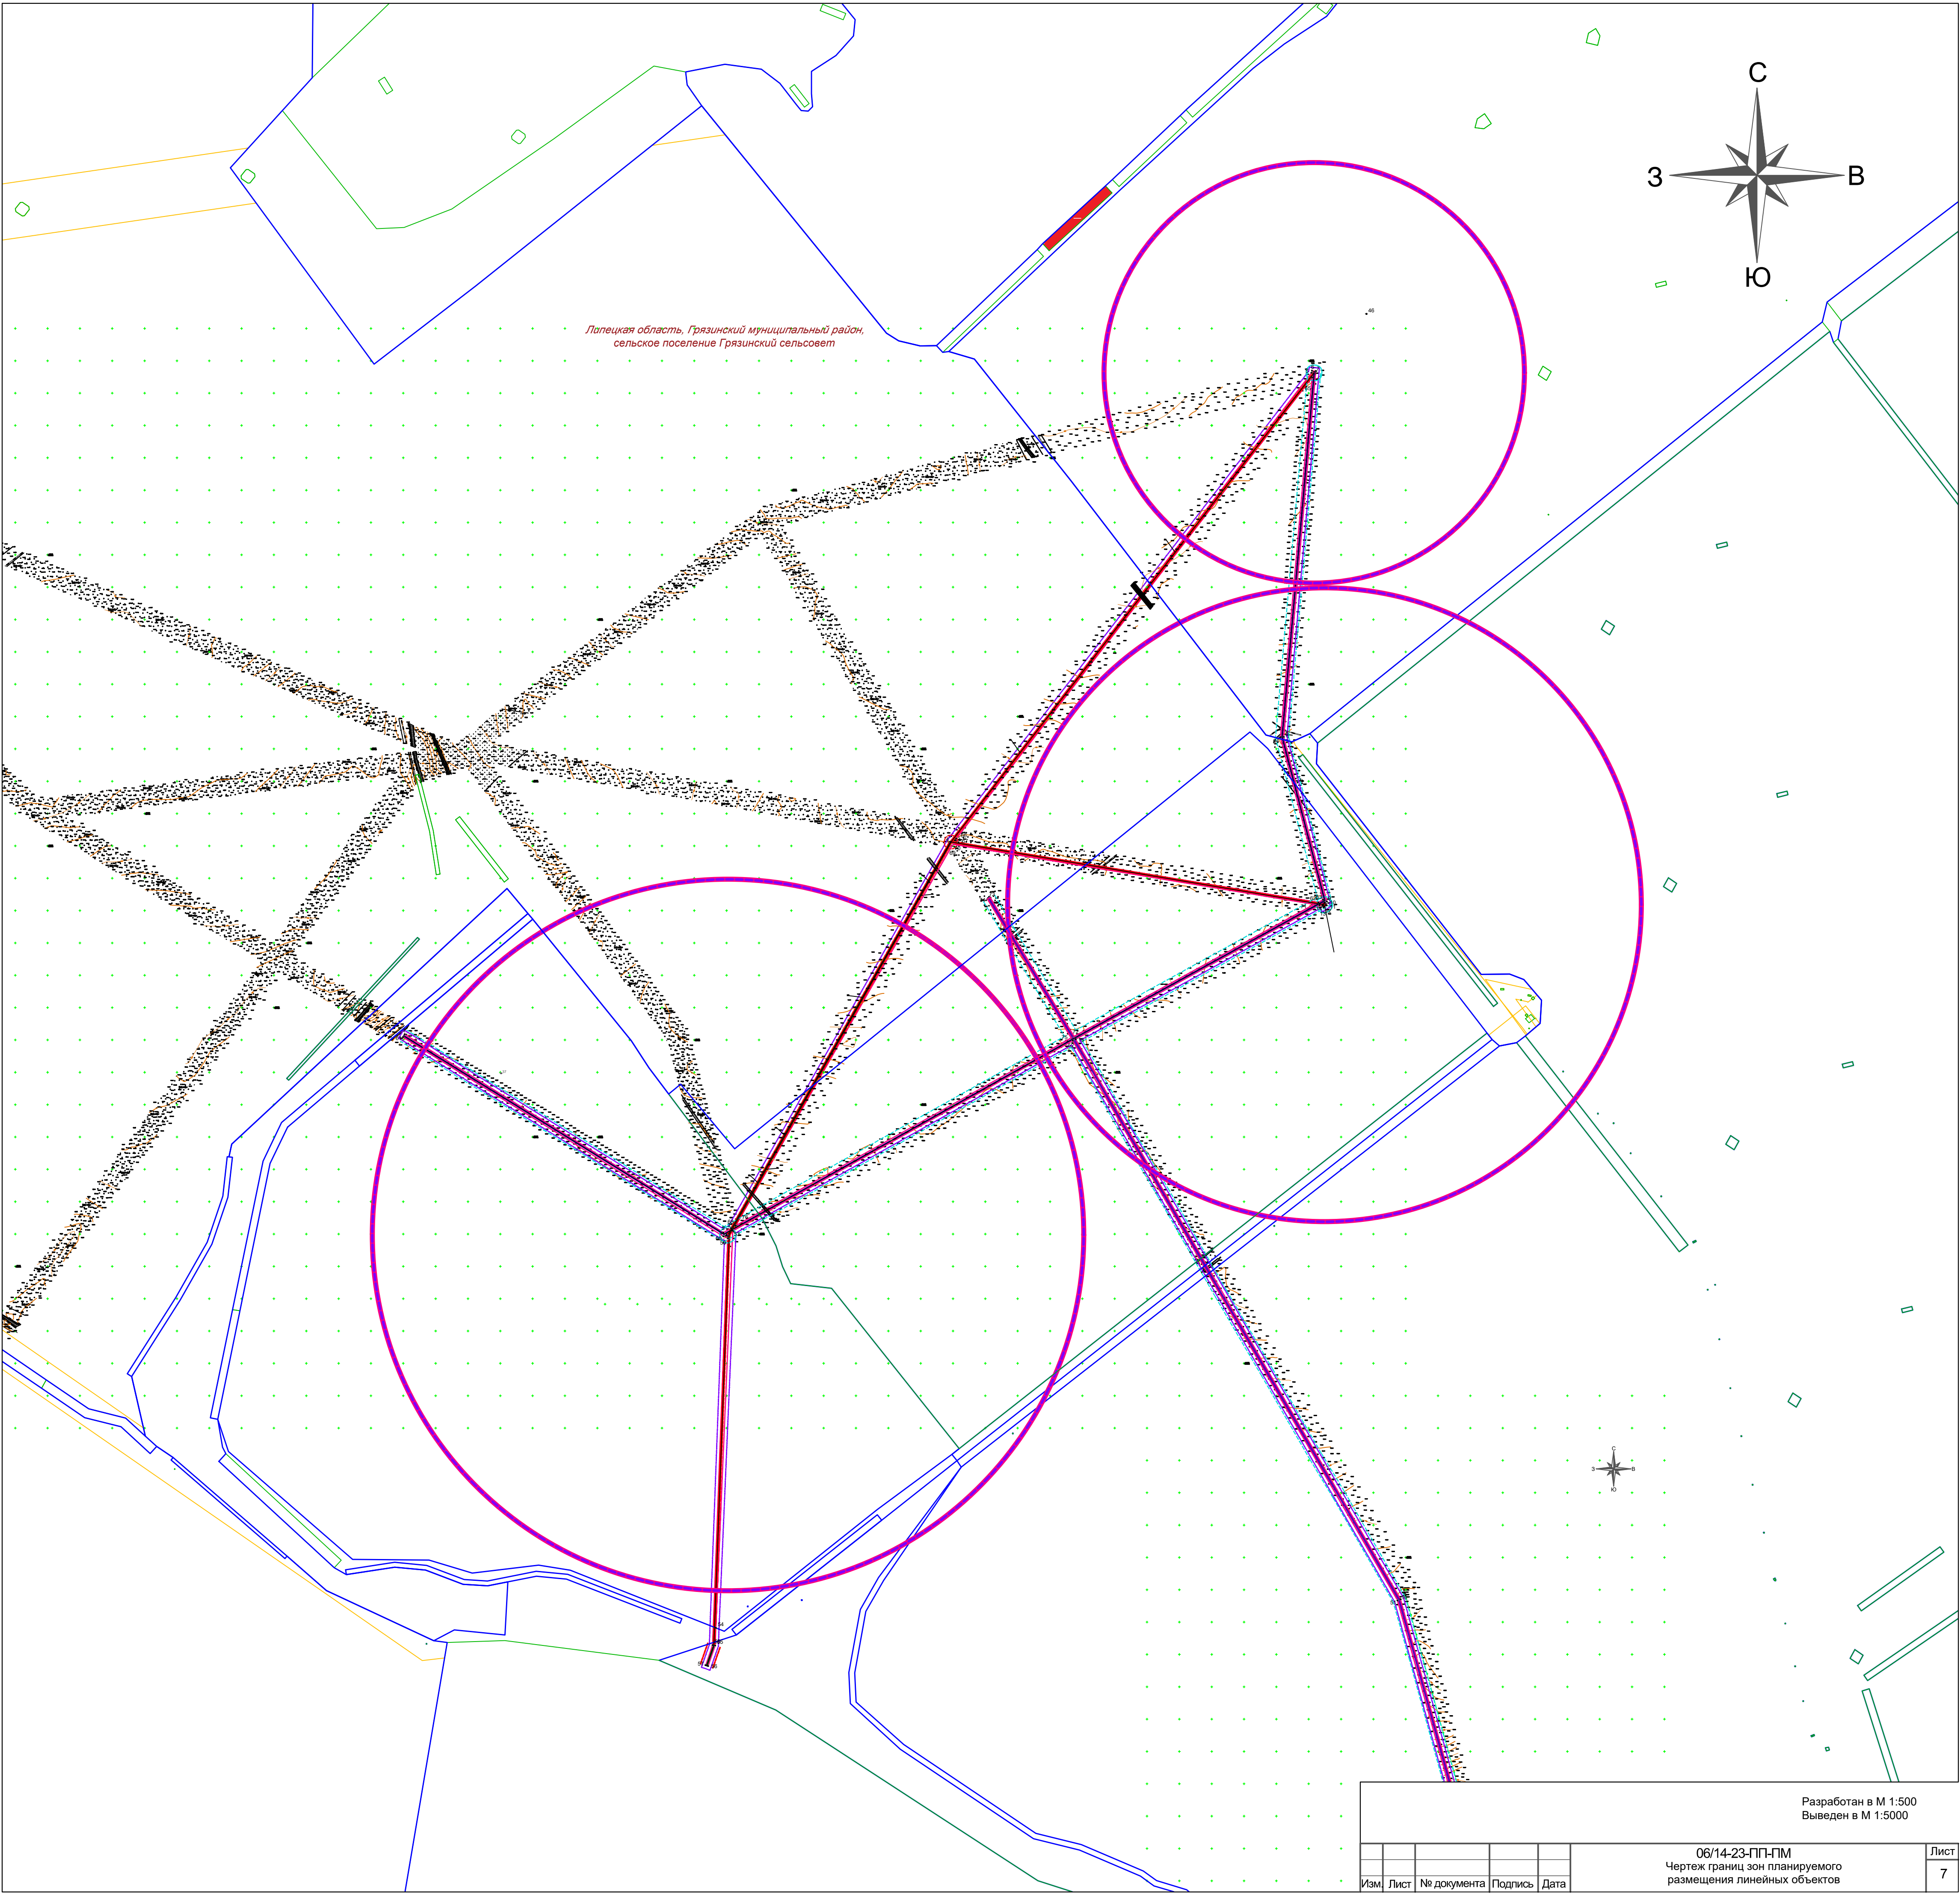 С
З
В
Ю
46
Липецкая область, Грязинский муниципальный район,
сельское поселение Грязинский сельсовет
С
З
В
Ю
Разработан в М 1:500
Выведен в М 1:5000
06/14-23-ПП-ПМ
Чертеж границ зон планируемого
размещения линейных объектов
Лист
7
Изм. Лист № документа Подпись Дата